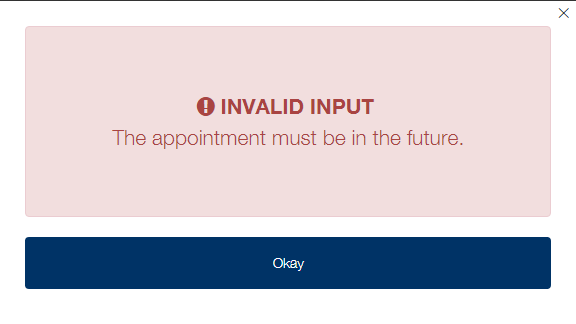 INVALID INPUT
The appointment must be in the future.
Okay